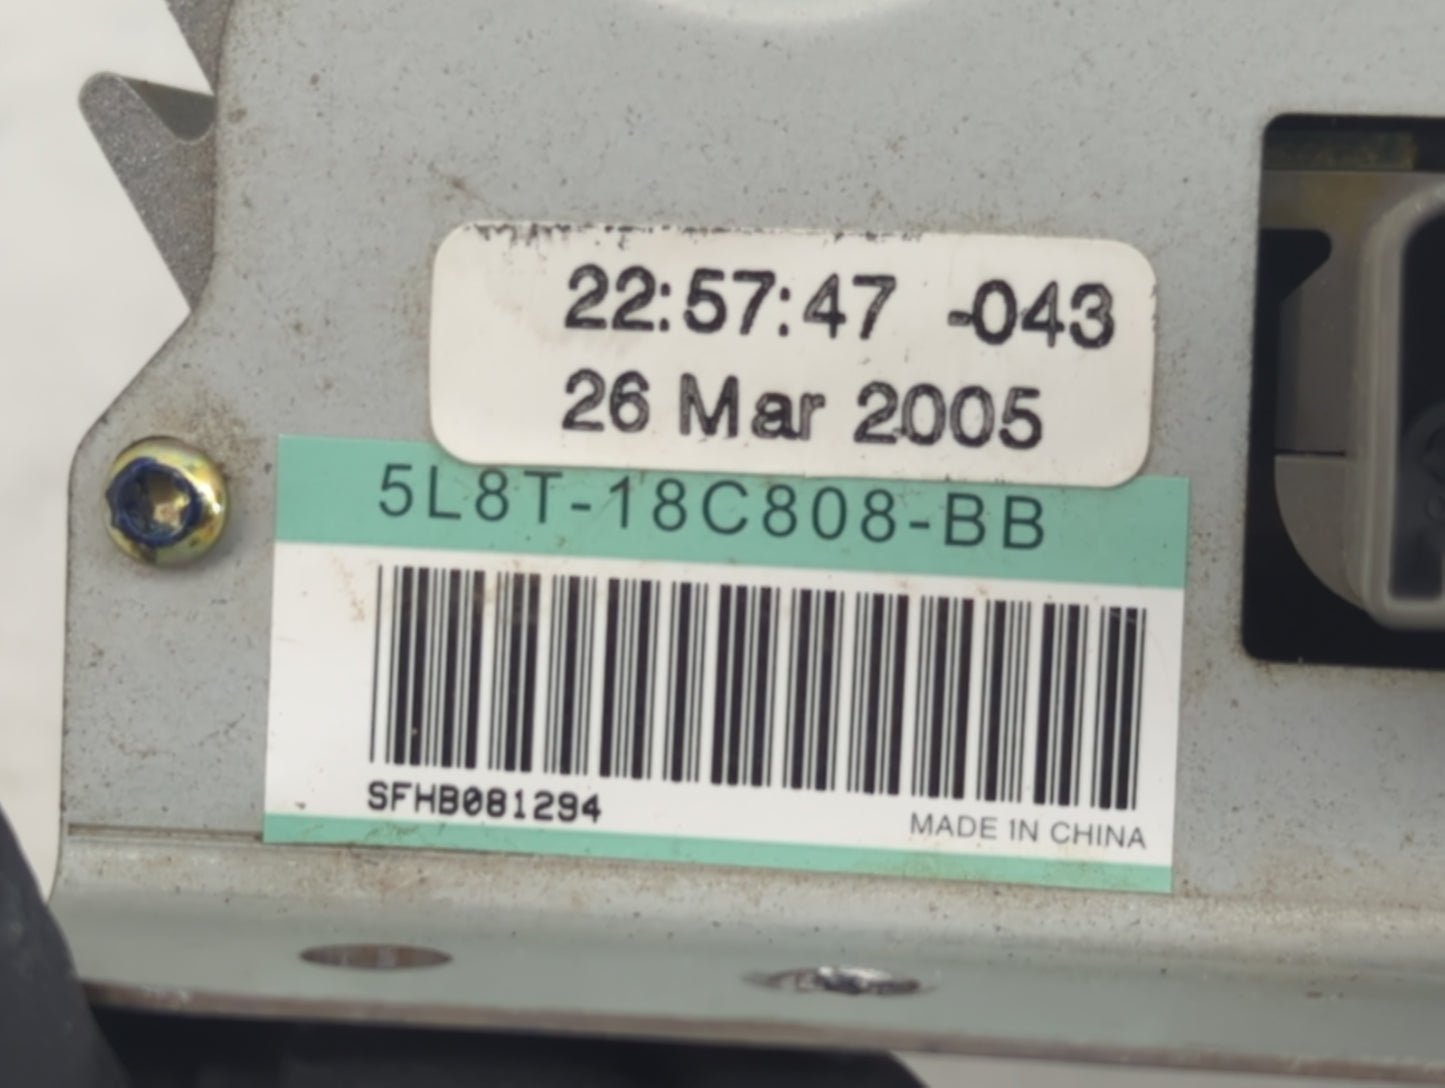 22:57:47 -043
26 Mar 2005
5L8T-18C808-BB
SFHB081294
MADE IN CHINA